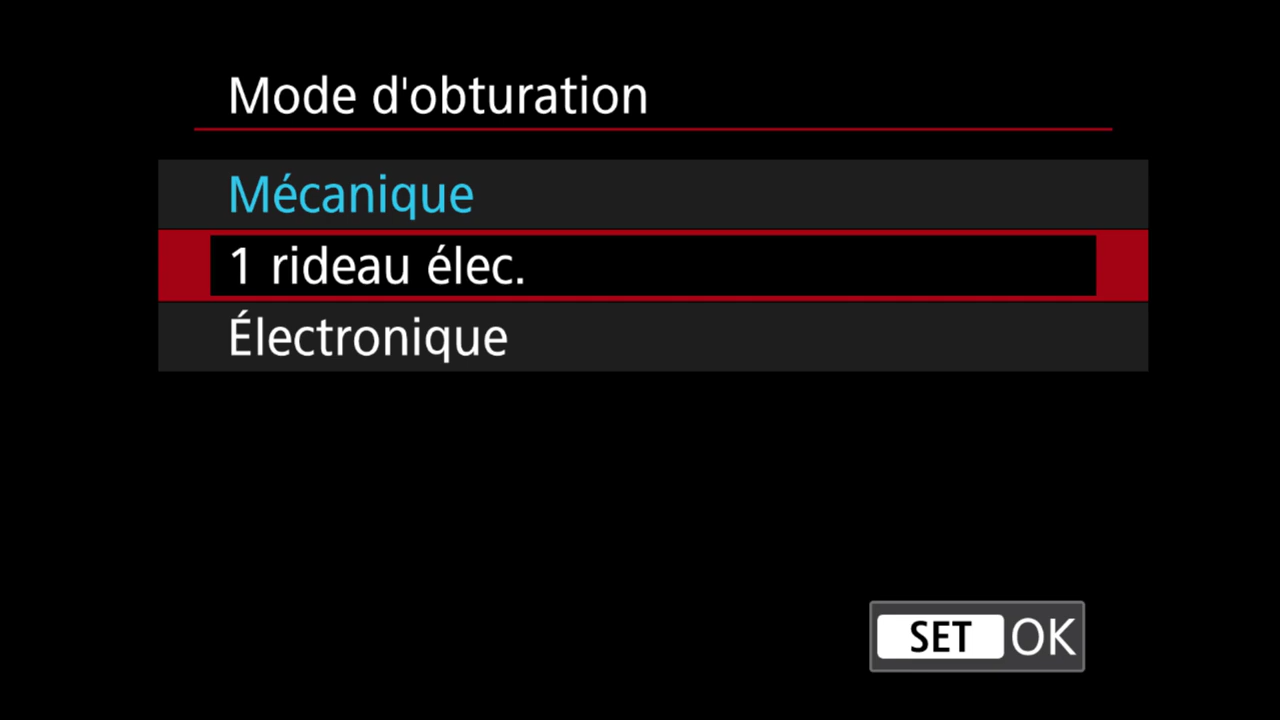 Mode d'obturation
Mécanique
1 rideau élec.
Électronique
SET OK